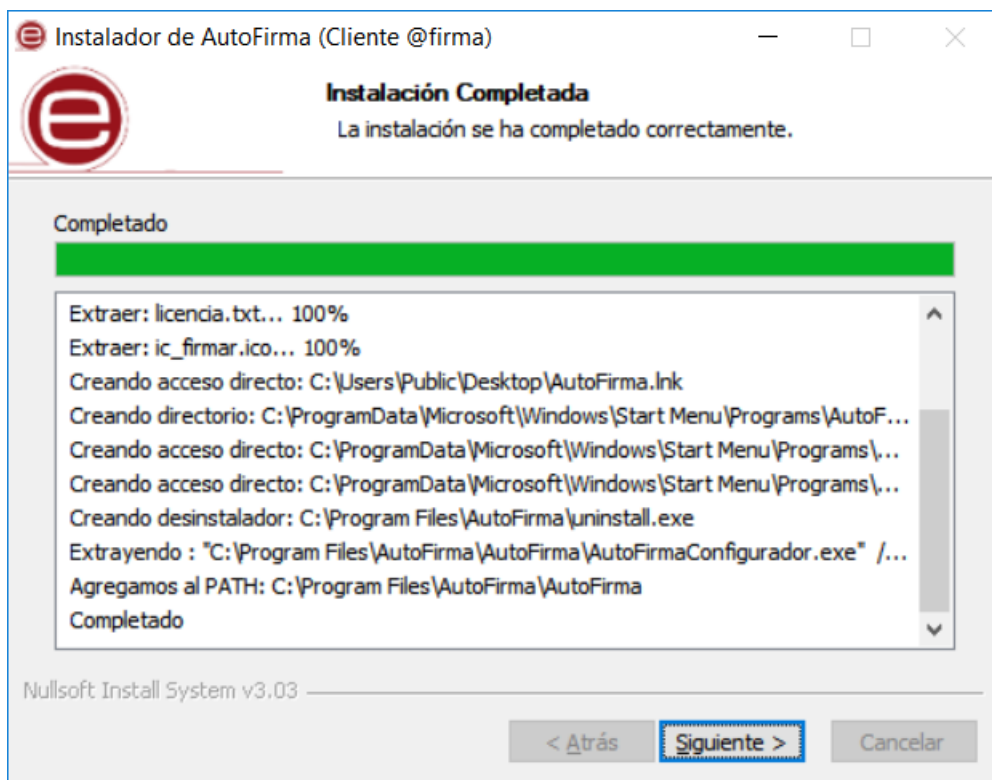 Instalador de AutoFirma (Cliente @firma)
e
Instalación Completada
La instalación se ha completado correctamente.
Completado
Extraer: licencia.txt... 100%
Extraer: ic_firmar.ico... 100%
Creando acceso directo: C:\Users\Public\Desktop\AutoFirma.lnk
Creando directorio: C:\ProgramData\Microsoft\Windows\Start Menu\Programs\AutoF...
Creando acceso directo: C:\ProgramData\Microsoft\Windows\Start Menu\Programs\...
Creando acceso directo: C:\ProgramData\Microsoft\Windows\Start Menu\Programs\...
Creando desinstalador: C:\Program Files\AutoFirma\uninstall.exe
Extrayendo : "C:\Program Files\AutoFirma\AutoFirma\AutoFirmaConfigurador.exe" /...
Agregamos al PATH: C:\Program Files\AutoFirma\AutoFirma
Completado
Nullsoft Install System v3.03
< Atrás
Siguiente >
Cancelar